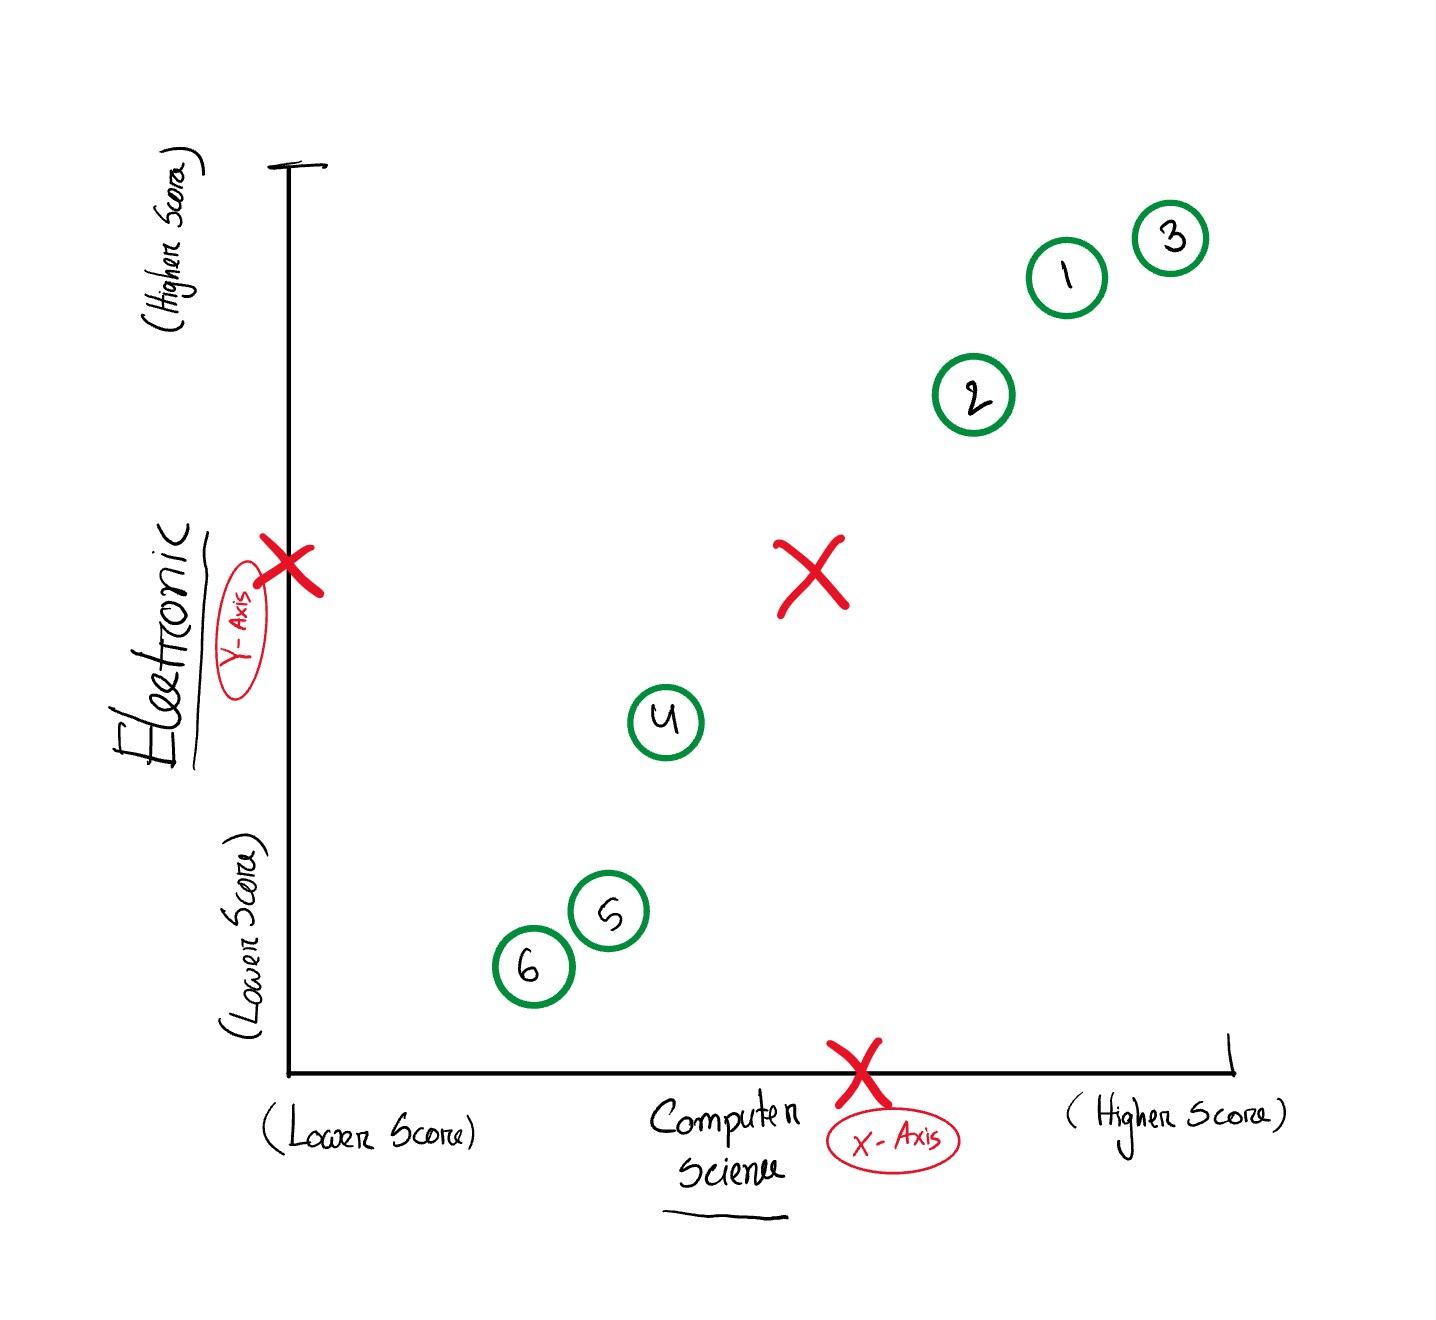 (Higher Score)
3
1
2
Electronic
Y-Axis
4
(Lower Score)
5
6
(Lower Score)
Computer
Science
X-Axis
(Higher Score)